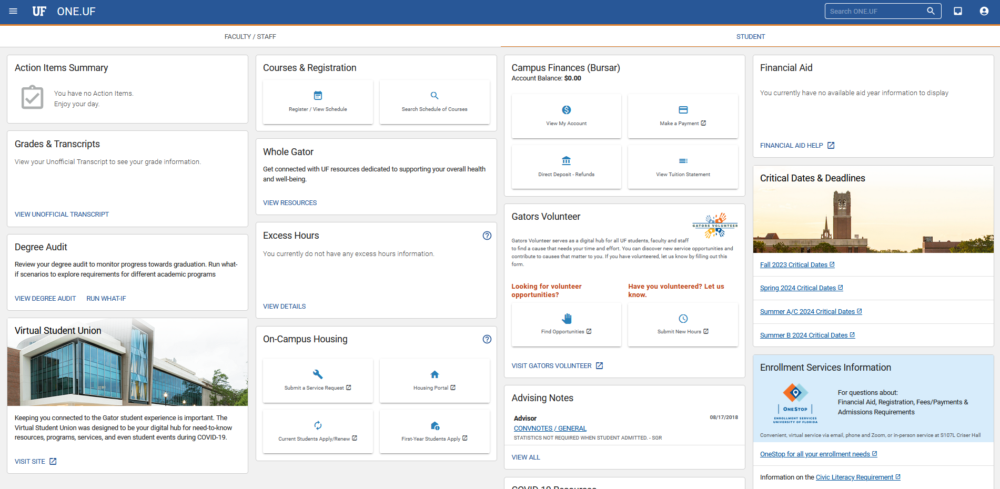 UF ONE.UF
Search ONE.UF
FACULTY / STAFF
STUDENT
Action Items Summary
You have no Action Items.
Enjoy your day.
Grades & Transcripts
View your Unofficial Transcript to see your grade information.
VIEW UNOFFICIAL TRANSCRIPT
Degree Audit
Review your degree audit to monitor progress towards graduation. Run what-
if scenarios to explore requirements for different academic programs
VIEW DEGREE AUDIT RUN WHAT-IF
Virtual Student Union
Keeping you connected to the Gator student experience is important. The
Virtual Student Union was designed to be your digital hub for need-to-know
resources, programs, services, and even student events during COVID-19.
VISIT SITE
Courses & Registration
Register / View Schedule
Search Schedule of Courses
Whole Gator
Get connected with UF resources dedicated to supporting your overall health
and well-being.
VIEW RESOURCES
Excess Hours
You currently do not have any excess hours information.
VIEW DETAILS
On-Campus Housing
Submit a Service Request
Housing Portal
Current Students Apply/Renew
First-Year Students Apply
Campus Finances (Bursar)
Account Balance: $0.00
View My Account
Make a Payment
Direct Deposit - Refunds
View Tuition Statement
Gators Volunteer
GATORS VOLUNTEER
Gators Volunteer serves as a digital hub for all UF students, faculty and staff
to find a cause that needs your time and effort. You can discover new service opportunities and
contribute to causes that matter to you. If you have volunteered, let us know by filling out this
form.
Looking for volunteer
opportunities?
Have you volunteered? Let us
know.
Find Opportunities
Submit New Hours
VISIT GATORS VOLUNTEER
Advising Notes
Advisor 08/17/2018
CONVNOTES / GENERAL
STATISTICS NOT REQUIRED WHEN STUDENT ADMITTED. - SGR
VIEW ALL
COVID-19 Resources
Financial Aid
You currently have no available aid year information to display
FINANCIAL AID HELP
Critical Dates & Deadlines
Fall 2023 Critical Dates
Spring 2024 Critical Dates
Summer A/C 2024 Critical Dates
Summer B 2024 Critical Dates
Enrollment Services Information
ONESTOP
ENROLLMENT SERVICES
UNIVERSITY OF FLORIDA
For questions about:
Financial Aid, Registration, Fees/Payments &
Admissions Requirements
Convenient, virtual service via email, phone and Zoom, or in-person service at S107L Criser Hall
OneStop for all your enrollment needs
Information on the Civic Literacy Requirement